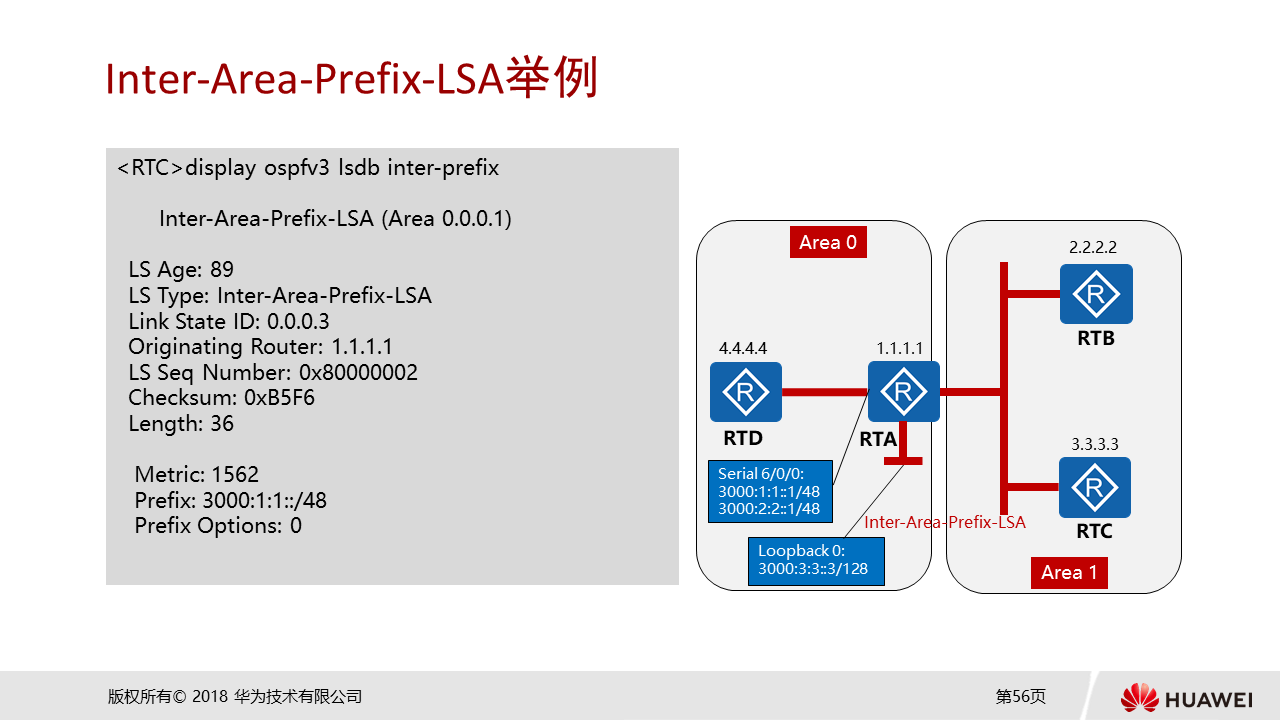 Inter-Area-Prefix-LSA举例
<RTC>display ospfv3 lsdb inter-prefix
Inter-Area-Prefix-LSA (Area 0.0.0.1)
LS Age: 89
LS Type: Inter-Area-Prefix-LSA
Link State ID: 0.0.0.3
Originating Router: 1.1.1.1
LS Seq Number: 0x80000002
Checksum: 0xB5F6
Length: 36
Metric: 1562
Prefix: 3000:1:1::/48
Prefix Options: 0
Area 0
2.2.2.2
R
RTB
4.4.4.4
1.1.1.1
R
R
RTD
RTA
3.3.3.3
R
RTC
Serial 6/0/0:
3000:1:1::1/48
3000:2:2::1/48
Inter-Area-Prefix-LSA
Loopback 0:
3000:3:3::3/128
Area 1
版权所有© 2018 华为技术有限公司
第56页
HUAWEI